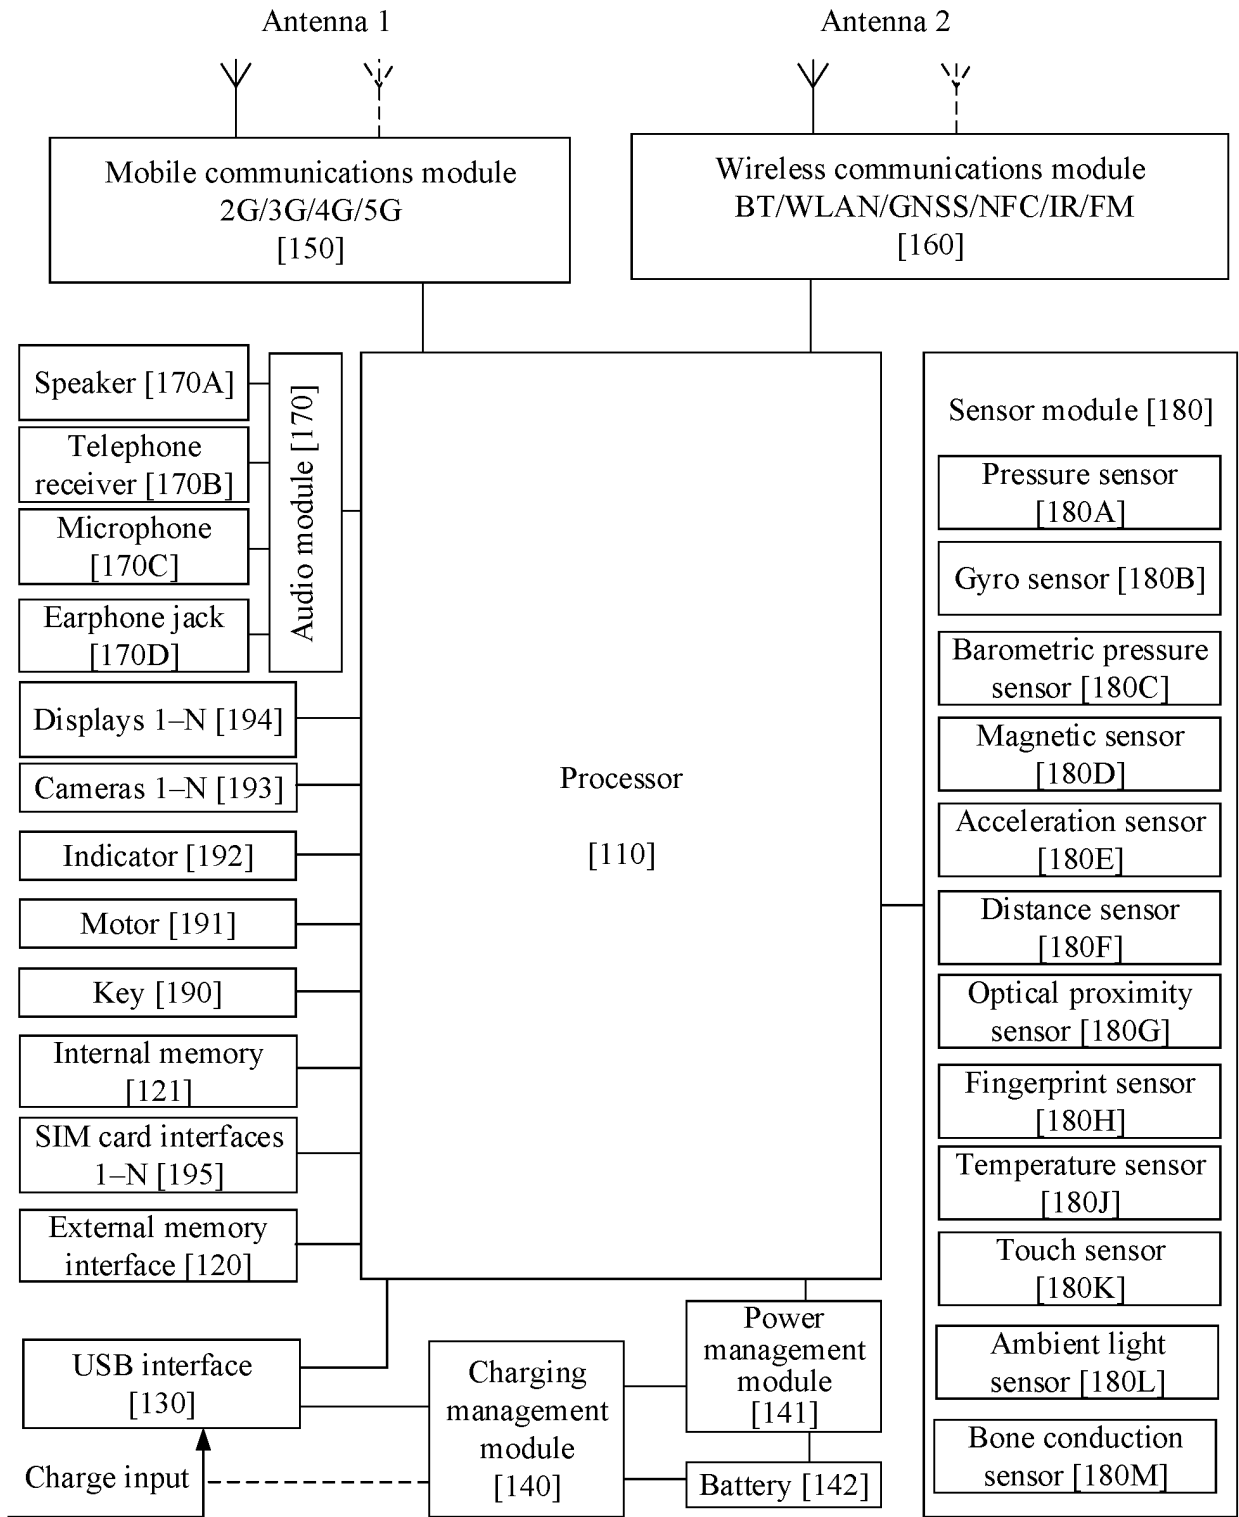 Antenna 1
Antenna 2
Mobile communications module
2G/3G/4G/5G
[150]
Wireless communications module
BT/WLAN/GNSS/NFC/IR/FM
[160]
Speaker [170A]
Telephone
receiver [170B]
Microphone
[170C]
Earphone jack
[170D]
Audio module [170]
Displays 1–N [194]
Cameras 1–N [193]
Indicator [192]
Motor [191]
Key [190]
Internal memory
[121]
SIM card interfaces
1–N [195]
External memory
interface [120]
Processor
[110]
Sensor module [180]
Pressure sensor
[180A]
Gyro sensor [180B]
Barometric pressure
sensor [180C]
Magnetic sensor
[180D]
Acceleration sensor
[180E]
Distance sensor
[180F]
Optical proximity
sensor [180G]
Fingerprint sensor
[180H]
Temperature sensor
[180J]
Touch sensor
[180K]
Ambient light
sensor [180L]
Bone conduction
sensor [180M]
USB interface
[130]
Charge input
Charging
management
module
[140]
Power
management
module
[141]
Battery [142]